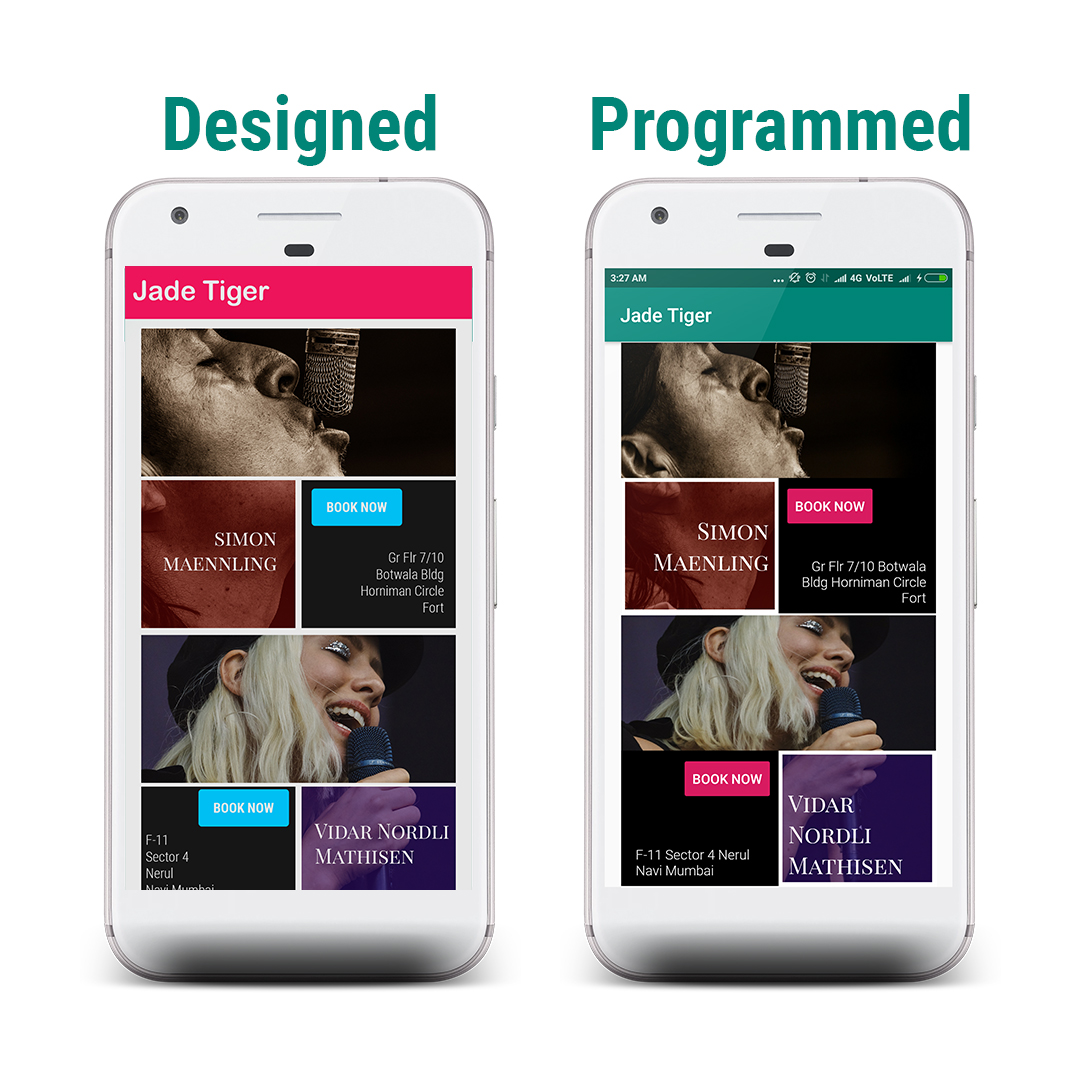 Designed
Programmed
Jade Tiger
BOOK NOW
SIMON
MAENNLING
Gr Flr 7/10
Botwala Bldg
Horniman Circle
Fort
BOOK NOW
F-11
Sector 4
Nerul
Navi Mumbai
VIDAR NORDLI
MATHISEN
3:27 AM
... 4G VoLTE
Jade Tiger
BOOK NOW
SIMON
MAENLING
Gr Flr 7/10 Botwala
Bldg Horniman Circle
Fort
BOOK NOW
F-11 Sector 4 Nerul
Navi Mumbai
VIDAR
NORDLI
MATHISEN